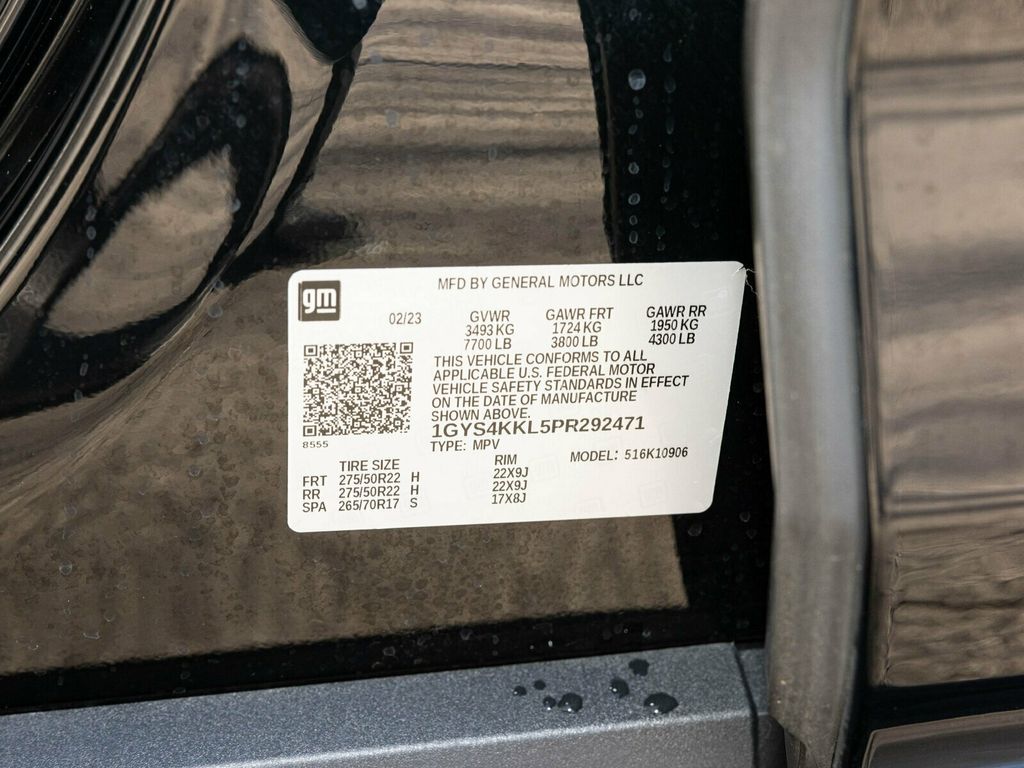 MFD BY GENERAL MOTORS LLC
gm
02/23 GVWR GAWR FRT GAWR RR
3493 KG 1724 KG 1950 KG
7700 LB 3800 LB 4300 LB
THIS VEHICLE CONFORMS TO ALL
APPLICABLE U.S. FEDERAL MOTOR
VEHICLE SAFETY STANDARDS IN EFFECT
ON THE DATE OF MANUFACTURE
SHOWN ABOVE.
1GYS4KKL5PR292471
8555
TYPE: MPV MODEL: 516K10906
TIRE SIZE RIM
FRT 275/50R22 H 22X9J
RR 275/50R22 H 22X9J
SPA 265/70R17 S 17X8J